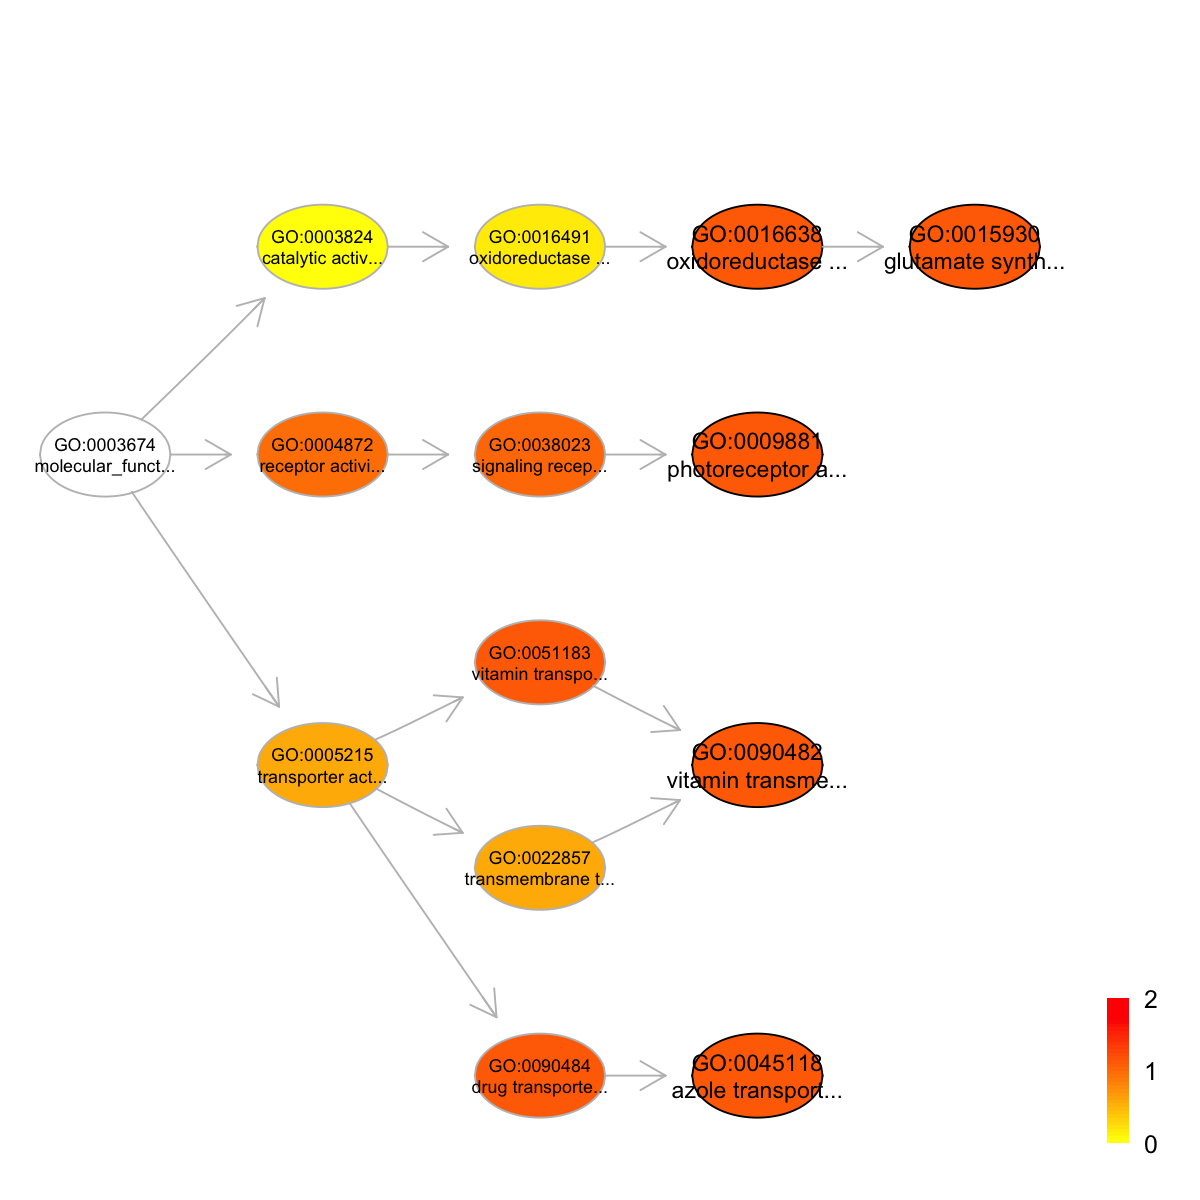 GO:0003824
catalytic activ...
GO:0016491
oxidoreductase ...
GO:0016638
oxidoreductase ...
GO:0015930
glutamate synth...
GO:0003674
molecular_funct...
GO:0004872
receptor activi...
GO:0038023
signaling recep...
GO:0009881
photoreceptor a...
GO:0051183
vitamin transpo...
GO:0005215
transporter act...
GO:0090482
vitamin transme...
GO:0022857
transmembrane t...
GO:0090484
drug transporte...
GO:0045118
azole transport...
2
1
0